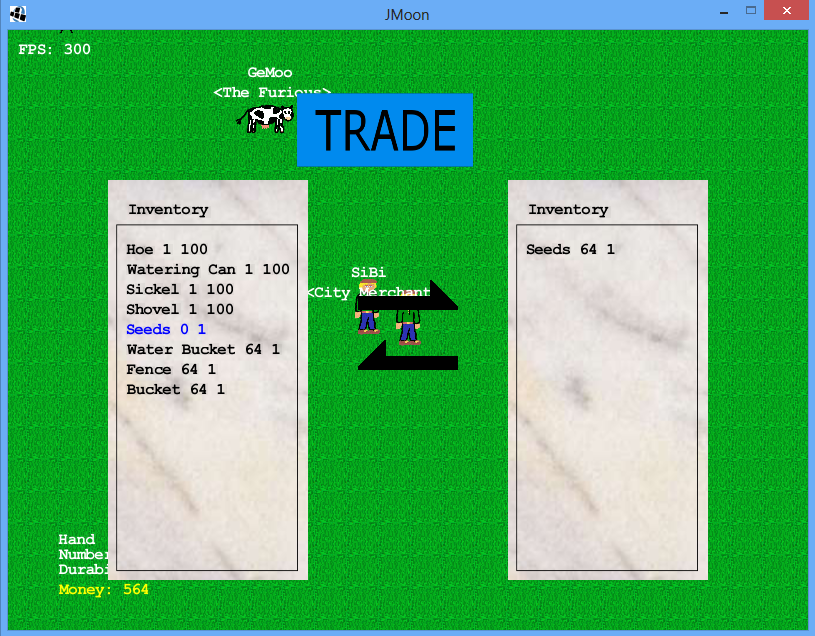 JMoon
FPS: 300
GeMoo
<The Furious>
TRADE
Inventory
Hoe 1 100
Watering Can 1 100
Sickel 1 100
Shovel 1 100
Seeds 0 1
Water Bucket 64 1
Fence 64 1
Bucket 64 1
SiBi
<City Merchant
Inventory
Seeds 64 1
Hand
Number
Durabi
Money: 564